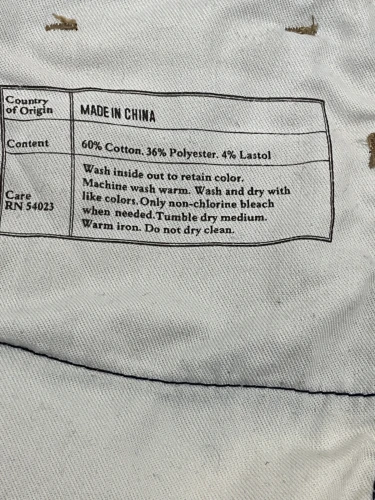 Country
of Origin
MADE IN CHINA
Content
60% Cotton, 36% Polyester, 4% Lastol
Care
RN 54023
Wash inside out to retain color.
Machine wash warm. Wash and dry with
like colors. Only non-chlorine bleach
when needed. Tumble dry medium.
Warm iron. Do not dry clean.